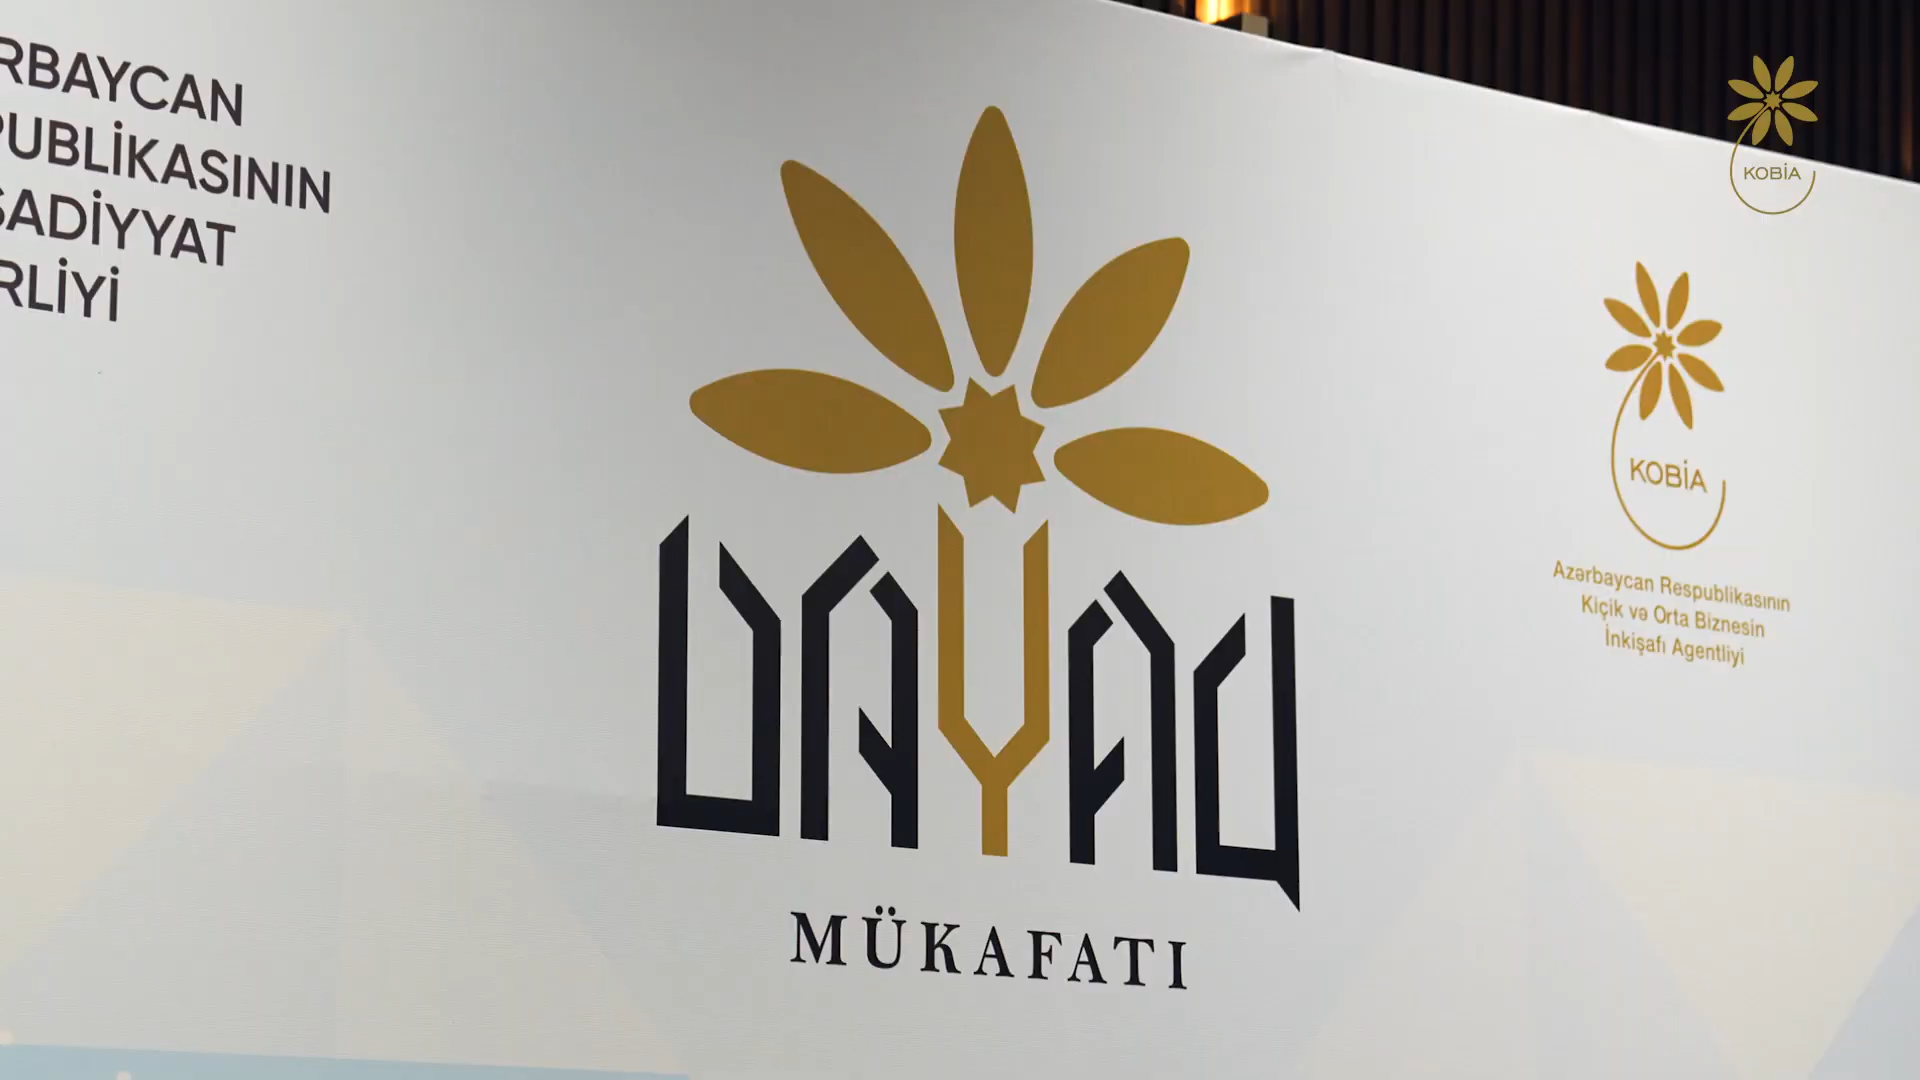 RBAYCAN
PUBLİKASININ
SADİYYAT
RLİYİ
DAYAQ
MÜKAFATI
KOBİA
Azərbaycan Respublikasının
Kiçik və Orta Biznesin
İnkişafı Agentliyi
KOBİA